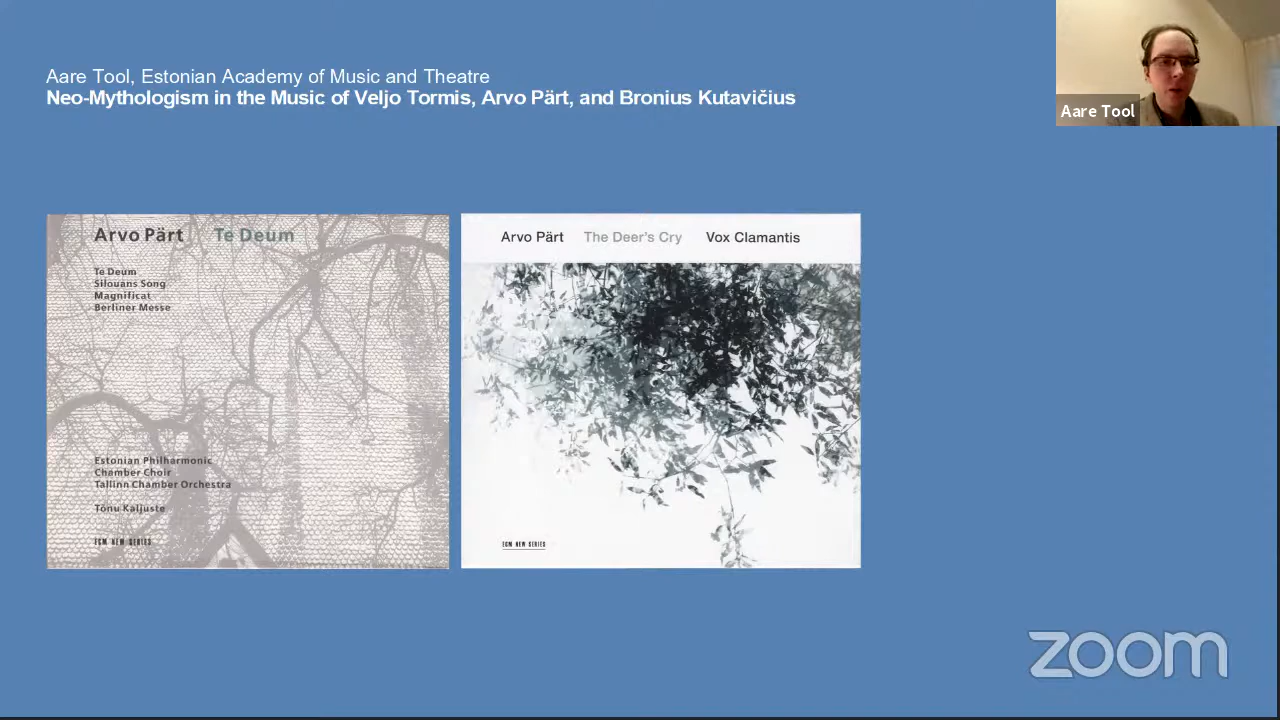 Aare Tool, Estonian Academy of Music and Theatre
Neo-Mythologism in the Music of Veljo Tormis, Arvo Pärt, and Bronius Kutavičius
Aare Tool
Arvo Pärt Te Deum
Te Deum
Silouans Song
Magnificat
Berliner Messe
Estonian Philharmonic
Chamber Choir
Tallinn Chamber Orchestra
Tõnu Kaljuste
ECM NEW SERIES
Arvo Pärt The Deer's Cry Vox Clamantis
ECM NEW SERIES
zoom